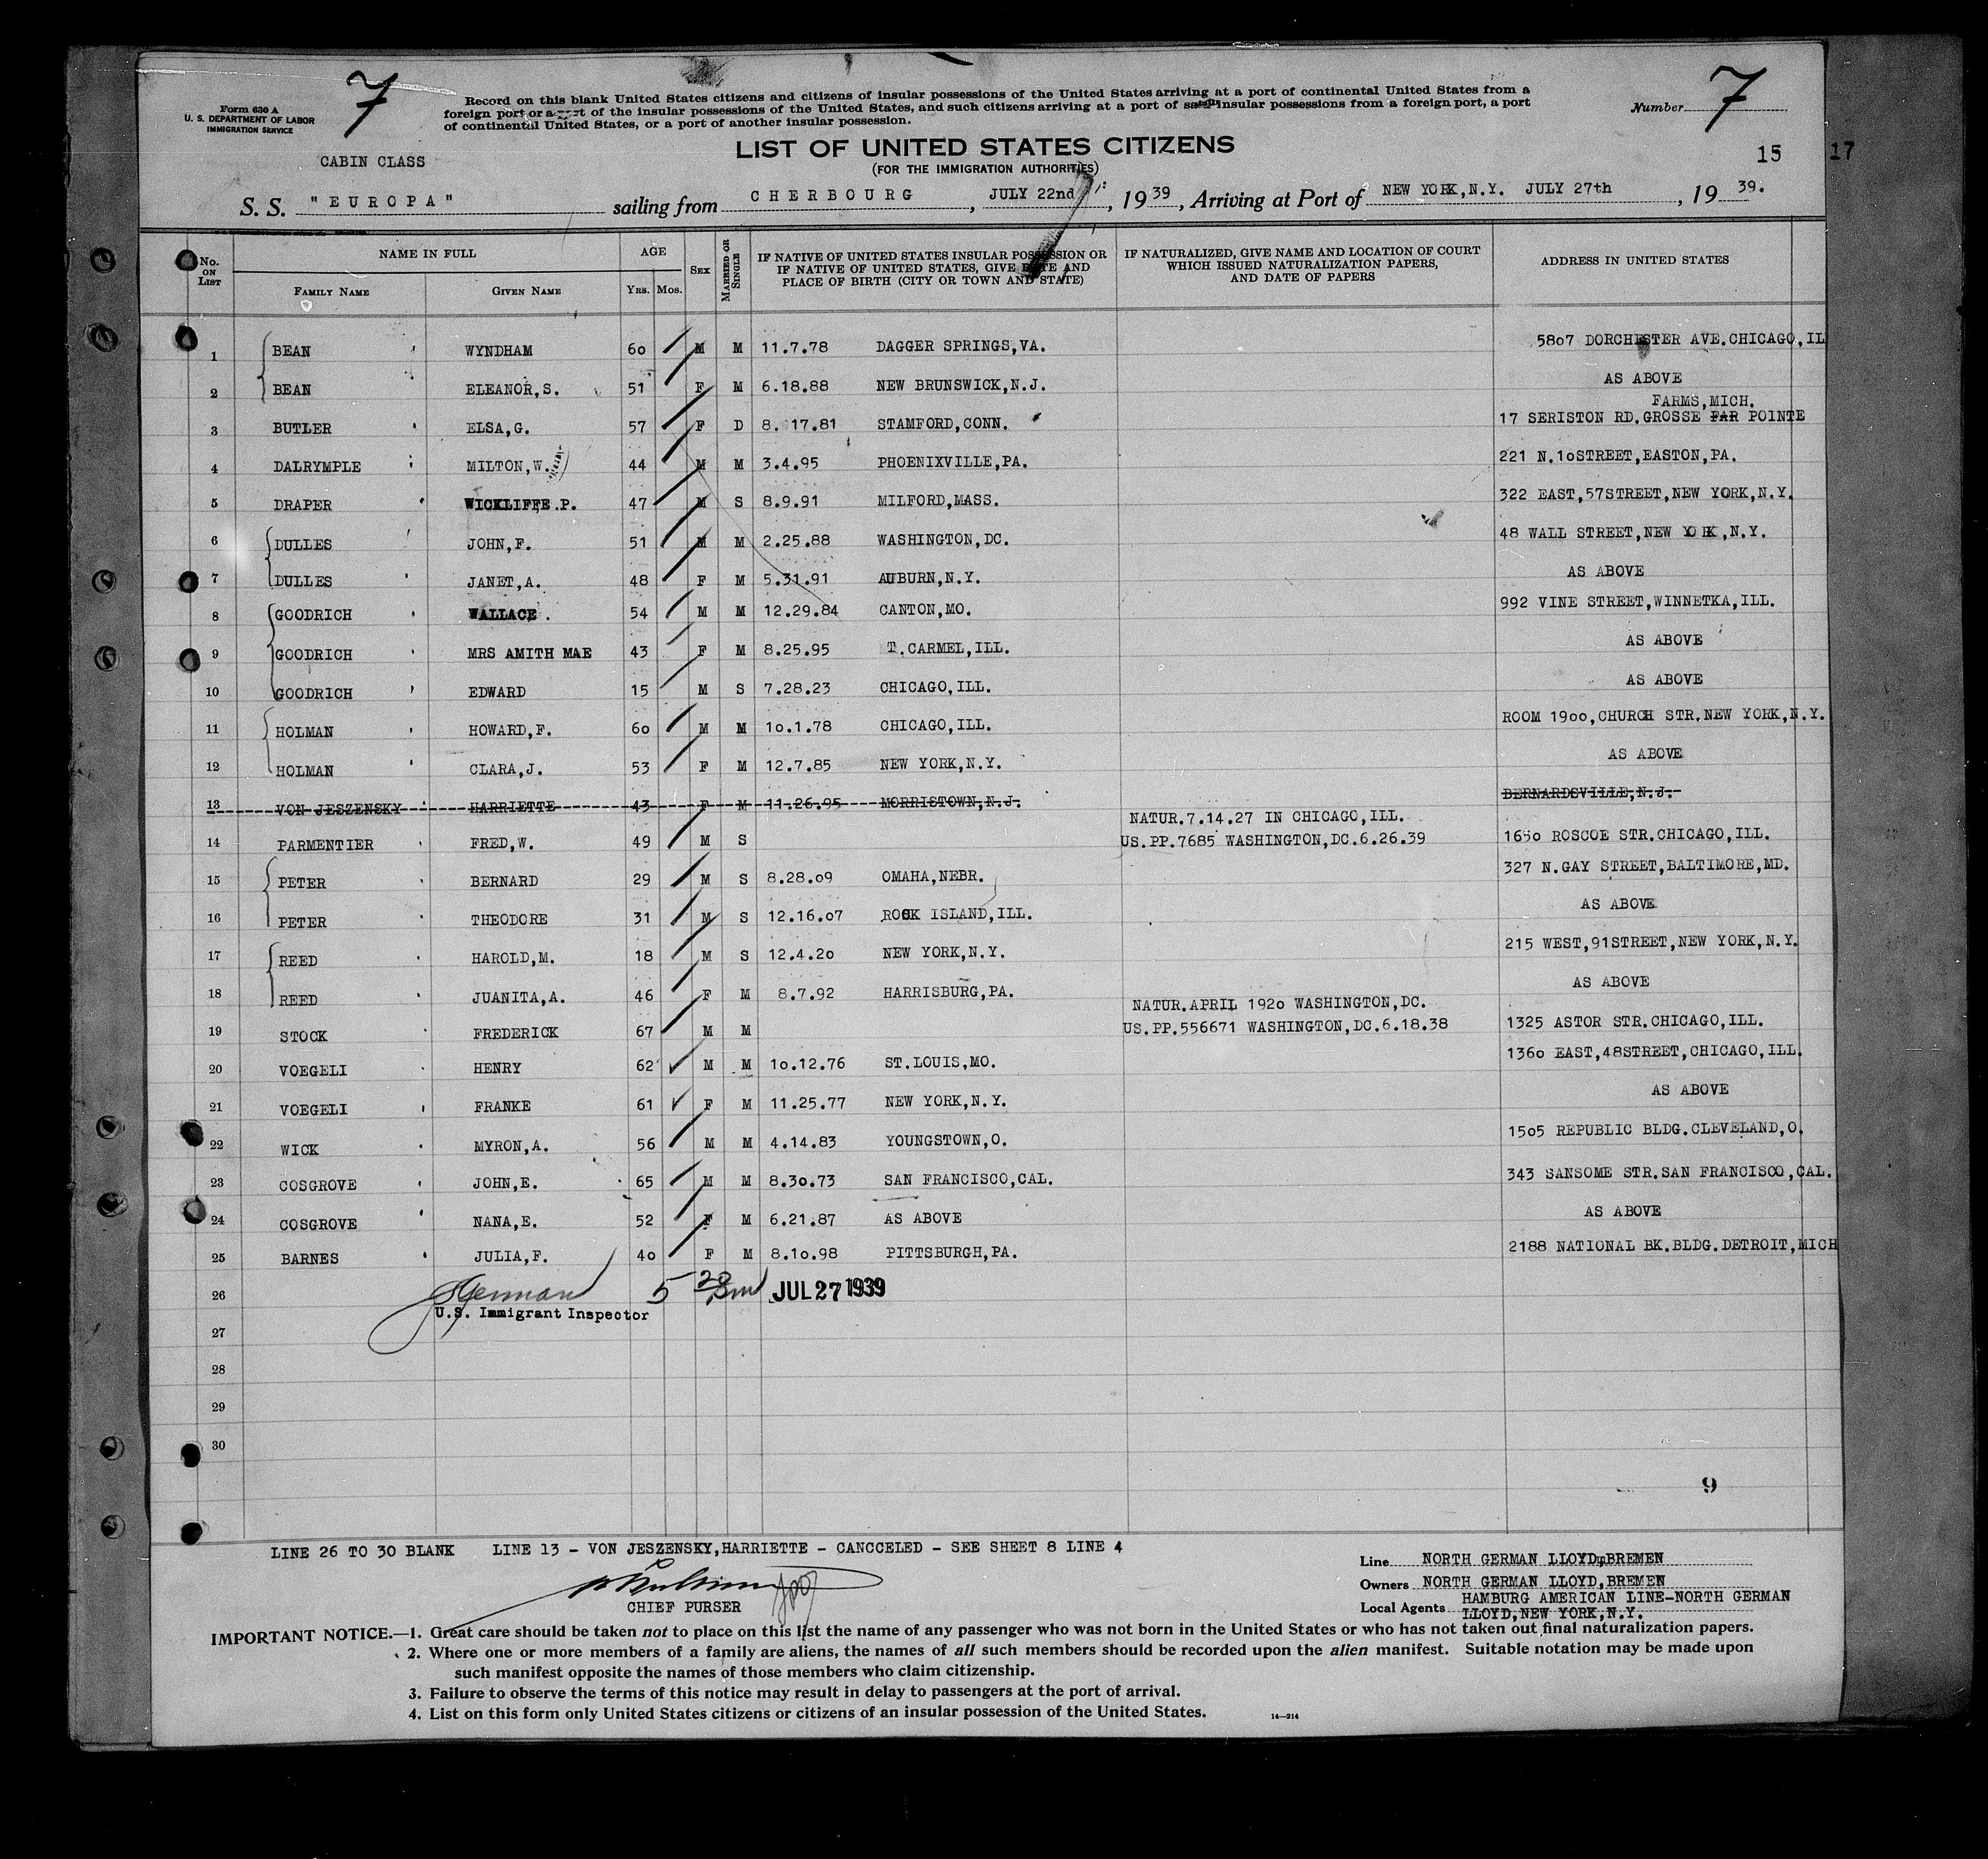 Form 630 A
U. S. DEPARTMENT OF LABOR
IMMIGRATION SERVICE
7
Record on this blank United States citizens and citizens of insular possessions of the United States arriving at a port of continental United States from a
foreign port or a port of the insular possessions of the United States, and such citizens arriving at a port of said insular possessions from a foreign port, a port
of continental United States, or a port of another insular possession.
Number 7
CABIN CLASS
LIST OF UNITED STATES CITIZENS
(FOR THE IMMIGRATION AUTHORITIES)
15 17
S. S. "EUROPA" sailing from CHERBOURG, JULY 22nd, 1939, Arriving at Port of NEW YORK,N.Y. JULY 27th, 1939.
No. ON LIST
NAME IN FULL
FAMILY NAME GIVEN NAME
AGE
YRS. MOS.
SEX
MARRIED OR SINGLE
IF NATIVE OF UNITED STATES INSULAR POSSESSION OR
IF NATIVE OF UNITED STATES, GIVE DATE AND
PLACE OF BIRTH (CITY OR TOWN AND STATE)
IF NATURALIZED, GIVE NAME AND LOCATION OF COURT
WHICH ISSUED NATURALIZATION PAPERS,
AND DATE OF PAPERS
ADDRESS IN UNITED STATES
1 BEAN WYNDHAM 60 M M 11.7.78 DAGGER SPRINGS,VA. 5807 DORCHESTER AVE.CHICAGO,IL
2 BEAN ELEANOR,S. 51 F M 6.18.88 NEW BRUNSWICK,N.J. AS ABOVE
FARMS,MICH.
3 BUTLER ELSA,G. 57 F D 8.17.81 STAMFORD,CONN. 17 SERISTON RD.GROSSE FAR POINTE
4 DALRYMPLE MILTON,W. 44 M M 3.4.95 PHOENIXVILLE,PA. 221 N.10STREET,EASTON,PA.
5 DRAPER WICKLIFFE.P. 47 M S 8.9.91 MILFORD,MASS. 322 EAST,57STREET,NEW YORK,N.Y.
6 DULLES JOHN,F. 51 M M 2.25.88 WASHINGTON,DC. 48 WALL STREET,NEW YORK,N.Y.
7 DULLES JANET,A. 48 F M 5.31.91 AUBURN,N.Y. AS ABOVE
8 GOODRICH WALLACE . 54 M M 12.29.84 CANTON,MO. 992 VINE STREET,WINNETKA,ILL.
9 GOODRICH MRS AMITH MAE 43 F M 8.25.95 T.CARMEL,ILL. AS ABOVE
10 GOODRICH EDWARD 15 M S 7.28.23 CHICAGO,ILL. AS ABOVE
11 HOLMAN HOWARD,F. 60 M M 10.1.78 CHICAGO,ILL. ROOM 1900,CHURCH STR.NEW YORK,N.Y.
12 HOLMAN CLARA,J. 53 F M 12.7.85 NEW YORK,N.Y. AS ABOVE
13 VON JESZENSKY HARRIETTE 43 F M 11.26.95 MORRISTOWN,N.J. BERNARDSVILLE,N.J.
NATUR.7.14.27 IN CHICAGO,ILL.
14 PARMENTIER FRED,W. 49 M S US.PP.7685 WASHINGTON,DC.6.26.39 1650 ROSCOE STR.CHICAGO,ILL.
15 PETER BERNARD 29 M S 8.28.09 OMAHA,NEBR. 327 N.GAY STREET,BALTIMORE,MD.
16 PETER THEODORE 31 M S 12.16.07 ROCK ISLAND,ILL. AS ABOVE
17 REED HAROLD,M. 18 M S 12.4.20 NEW YORK,N.Y. 215 WEST,91STREET,NEW YORK,N.Y.
18 REED JUANITA,A. 46 F M 8.7.92 HARRISBURG,PA. AS ABOVE
NATUR.APRIL 1920 WASHINGTON,DC.
19 STOCK FREDERICK 67 M M US.PP.556671 WASHINGTON,DC.6.18.38 1325 ASTOR STR.CHICAGO,ILL.
20 VOEGELI HENRY 62 M M 10.12.76 ST.LOUIS,MO. 1360 EAST,48STREET,CHICAGO,ILL.
21 VOEGELI FRANKE 61 F M 11.25.77 NEW YORK,N.Y. AS ABOVE
22 WICK MYRON,A. 56 M M 4.14.83 YOUNGSTOWN,O. 1505 REPUBLIC BLDG.CLEVELAND,O.
23 COSGROVE JOHN,E. 65 M M 8.30.73 SAN FRANCISCO,CAL. 343 SANSOME STR.SAN FRANCISCO,CAL.
24 COSGROVE NANA,E. 52 F M 6.21.87 AS ABOVE AS ABOVE
25 BARNES JULIA,F. 40 F M 8.10.98 PITTSBURGH,PA. 2188 NATIONAL BK.BLDG.DETROIT,MICH
26 JUL 27 1939
U.S. Immigrant Inspector
27
28
29
30
9
LINE 26 TO 30 BLANK LINE 13 - VON JESZENSKY,HARRIETTE - CANCCELED - SEE SHEET 8 LINE 4
CHIEF PURSER
Line NORTH GERMAN LLOYD,BREMEN
Owners NORTH GERMAN LLOYD,BREMEN
Local Agents HAMBURG AMERICAN LINE-NORTH GERMAN
LLOYD,NEW YORK,N.Y.
IMPORTANT NOTICE.—1. Great care should be taken not to place on this list the name of any passenger who was not born in the United States or who has not taken out final naturalization papers.
2. Where one or more members of a family are aliens, the names of all such members should be recorded upon the alien manifest. Suitable notation may be made upon
such manifest opposite the names of those members who claim citizenship.
3. Failure to observe the terms of this notice may result in delay to passengers at the port of arrival.
4. List on this form only United States citizens or citizens of an insular possession of the United States.
14—214